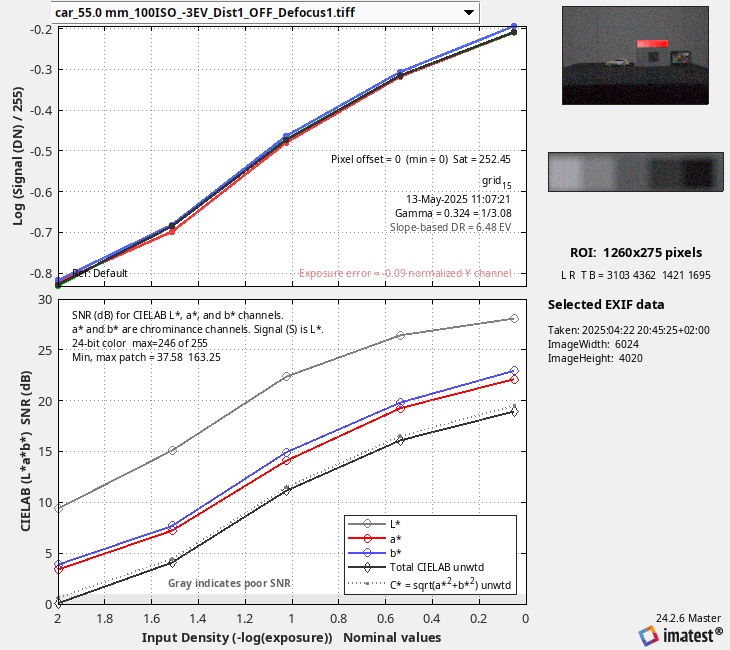 car_55.0 mm_100ISO_-3EV_Dist1_OFF_Defocus1.tiff
-0.2
-0.3
-0.4
-0.5
-0.6
-0.7
-0.8
Log (Signal (DN) / 255)
Pixel offset = 0 (min = 0) Sat = 252.45
grid15
13-May-2025 11:07:21
Gamma = 0.324 = 1/3.08
Slope-based DR = 6.48 EV
Ref: Default
Exposure error = -0.09 normalized Y channel
ROI: 1260x275 pixels
L R T B = 3103 4362 1421 1695
Selected EXIF data
Taken: 2025:04:22 20:45:25+02:00
ImageWidth: 6024
ImageHeight: 4020
30
25
20
15
10
5
0
CIELAB (L*a*b*) SNR (dB)
SNR (dB) for CIELAB L*, a*, and b* channels.
a* and b* are chrominance channels. Signal (S) is L*.
24-bit color max=246 of 255
Min, max patch = 37.58 163.25
L*
a*
b*
Total CIELAB unwtd
C* = sqrt(a*2+b*2) unwtd
Gray indicates poor SNR
2 1.8 1.6 1.4 1.2 1 0.8 0.6 0.4 0.2 0
Input Density (-log(exposure)) Nominal values
24.2.6 Master
imatest®